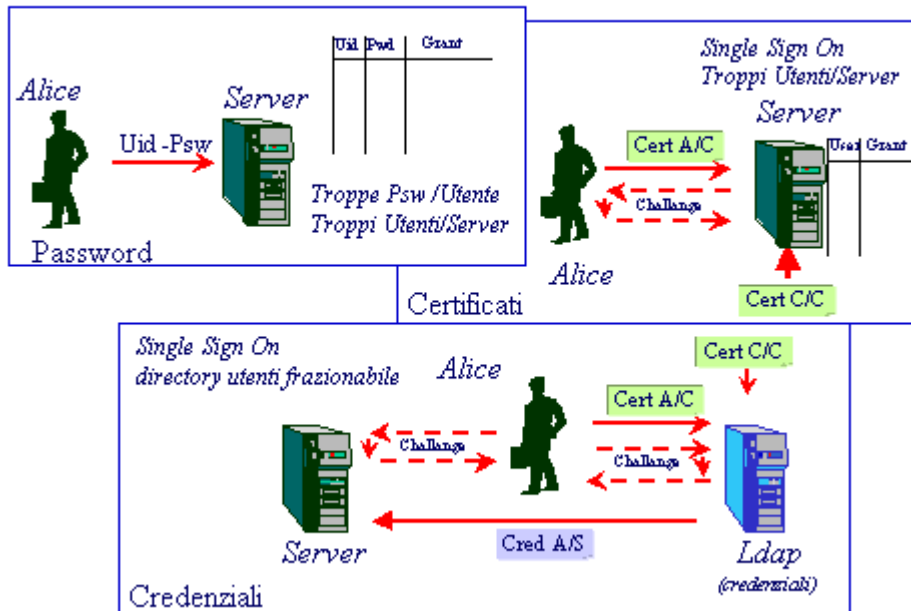 Uid Pwd Grant
Alice
Server
Uid -Psw
Troppe Psw /Utente
Troppi Utenti/Server
Password
Single Sign On
Troppi Utenti/Server
Server
Cert A/C
User Grant
Challange
Alice
Cert C/C
Certificati
Single Sign On
directory utenti frazionabile
Alice
Cert C/C
Cert A/C
Challange
Challange
Cred A/S
Server
Ldap
(credenziali)
Credenziali